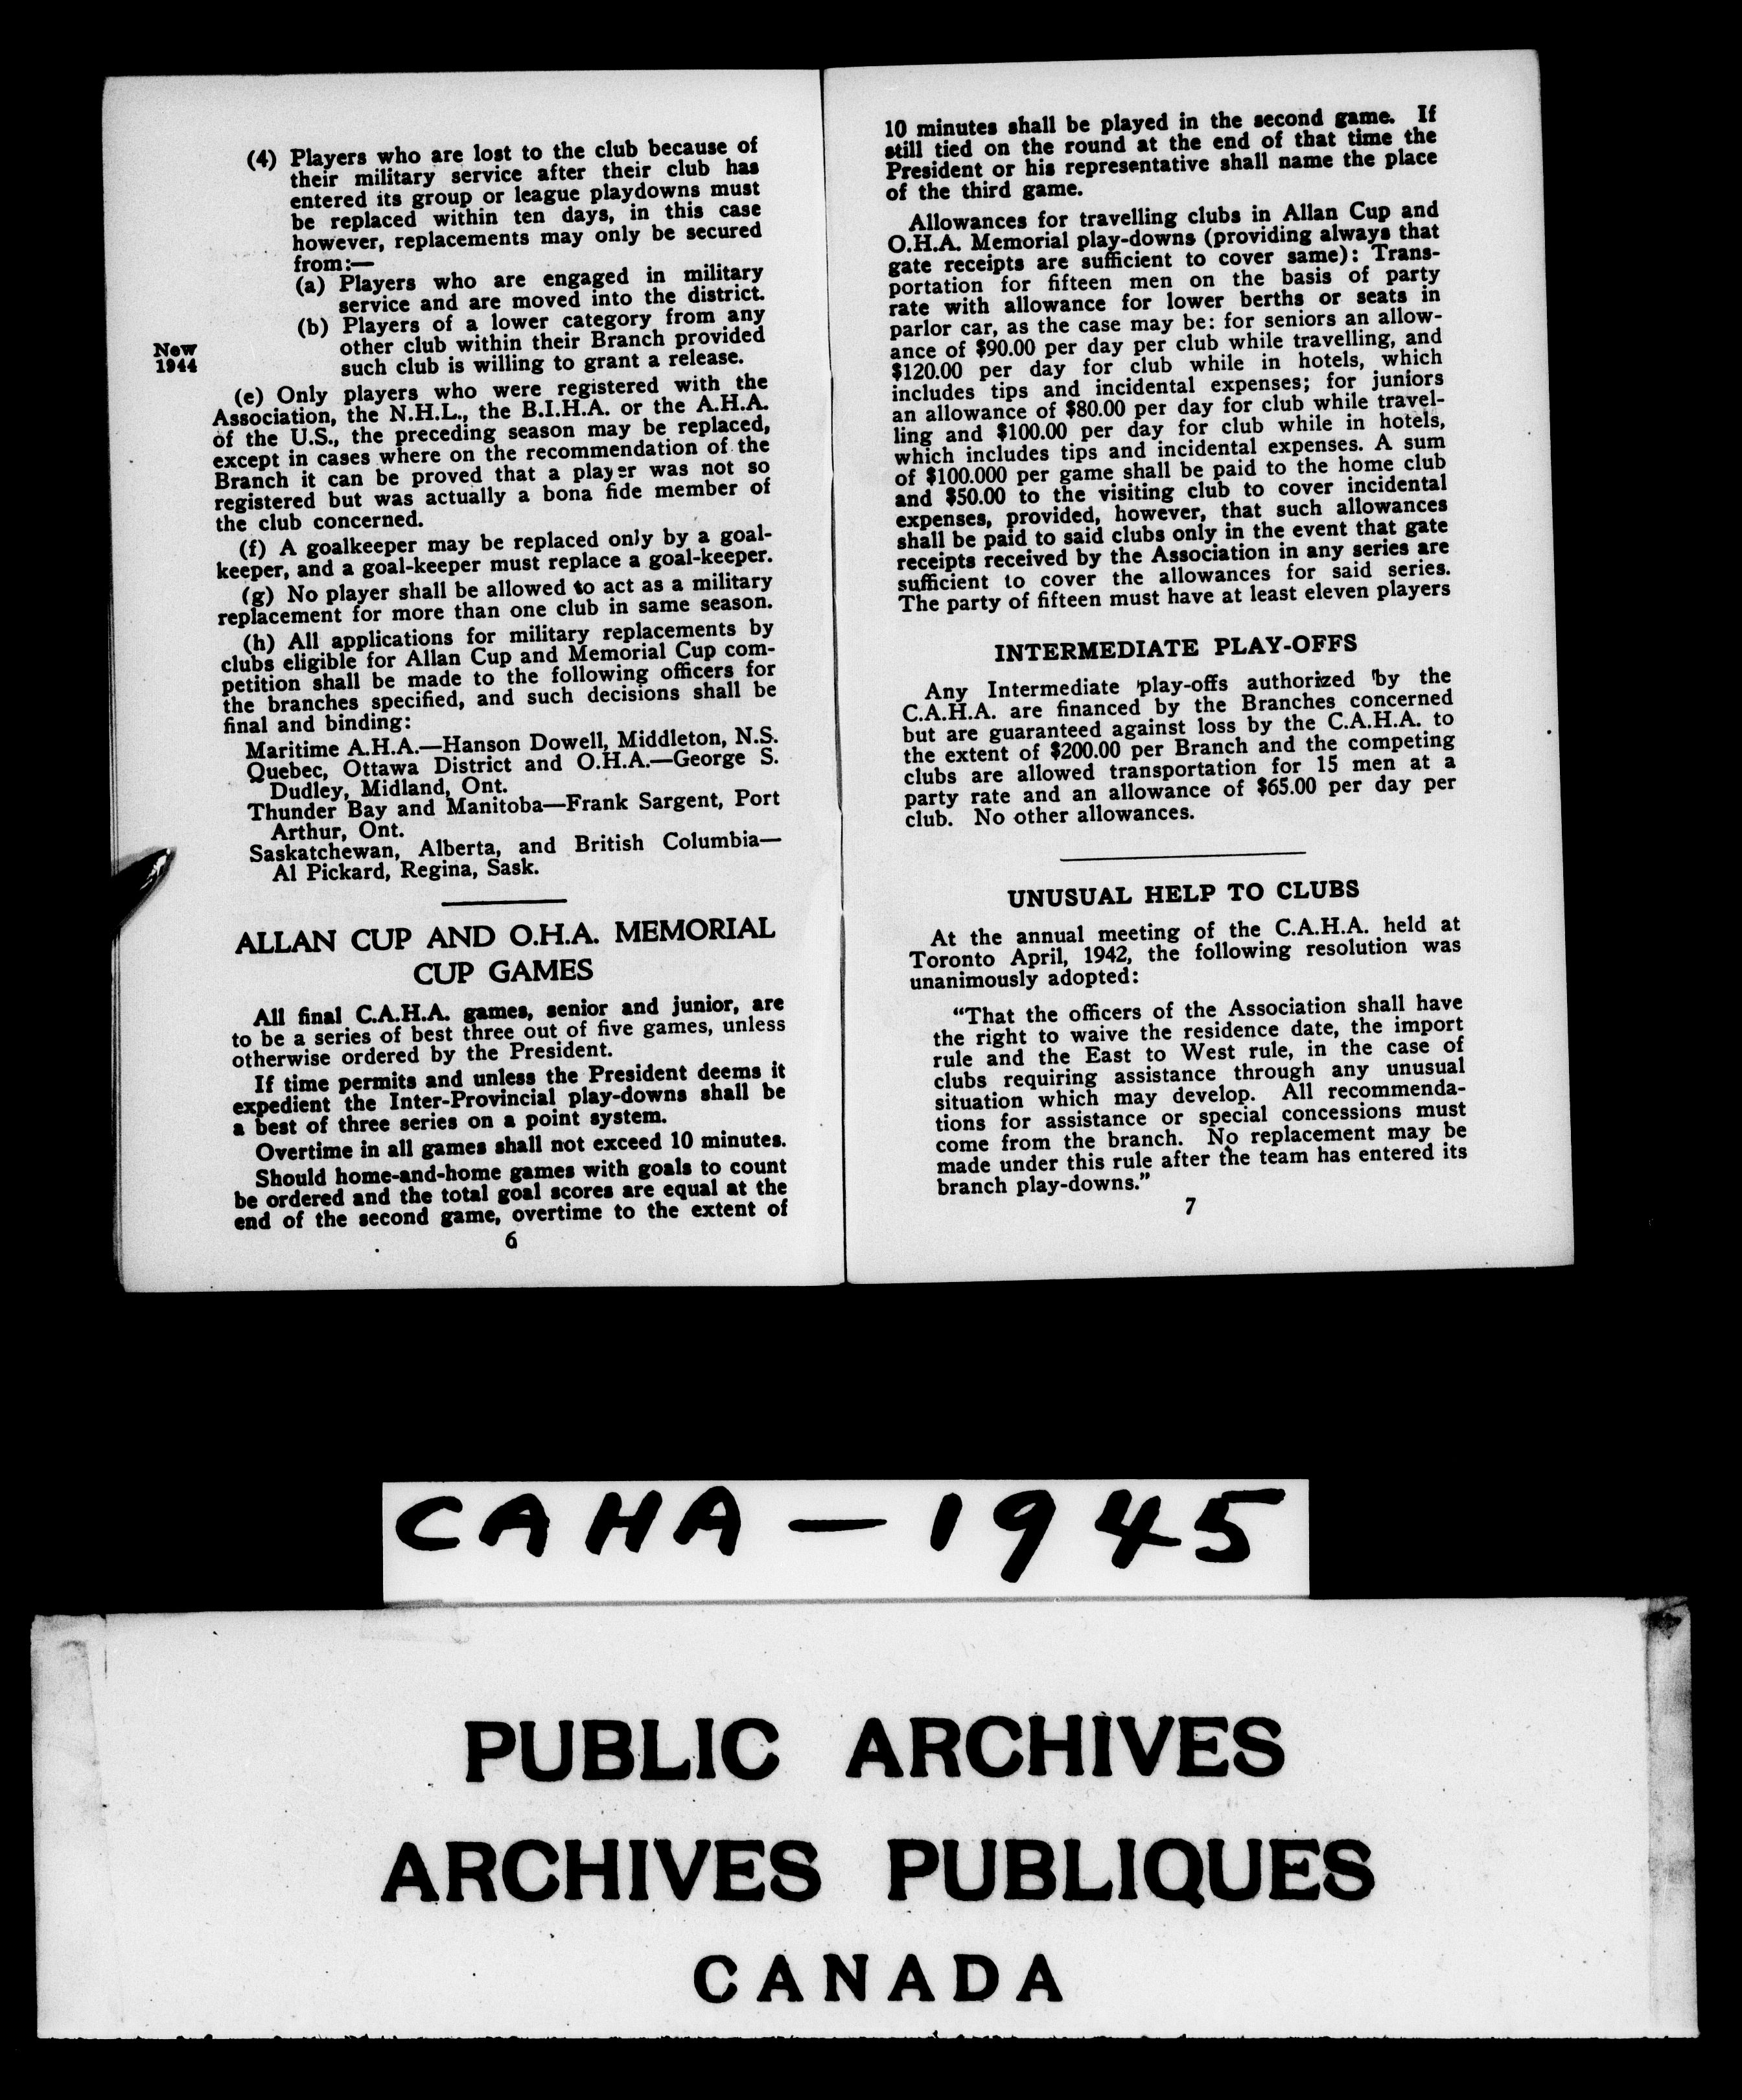 (4) Players who are lost to the club because of
their military service after their club has
entered its group or league playdowns must
be replaced within ten days, in this case
however, replacements may only be secured
from:—
(a) Players who are engaged in military
service and are moved into the district.
(b) Players of a lower category from any
other club within their Branch provided
such club is willing to grant a release.
New
1944
(e) Only players who were registered with the
Association, the N.H.L., the B.I.H.A. or the A.H.A.
of the U.S., the preceding season may be replaced,
except in cases where on the recommendation of the
Branch it can be proved that a player was not so
registered but was actually a bona fide member of
the club concerned.
(f) A goalkeeper may be replaced only by a goal-
keeper, and a goal-keeper must replace a goal-keeper.
(g) No player shall be allowed to act as a military
replacement for more than one club in same season.
(h) All applications for military replacements by
clubs eligible for Allan Cup and Memorial Cup com-
petition shall be made to the following officers for
the branches specified, and such decisions shall be
final and binding:
Maritime A.H.A.—Hanson Dowell, Middleton, N.S.
Quebec, Ottawa District and O.H.A.—George S.
Dudley, Midland, Ont.
Thunder Bay and Manitoba—Frank Sargent, Port
Arthur, Ont.
Saskatchewan, Alberta, and British Columbia—
Al Pickard, Regina, Sask.
ALLAN CUP AND O.H.A. MEMORIAL
CUP GAMES
All final C.A.H.A. games, senior and junior, are
to be a series of best three out of five games, unless
otherwise ordered by the President.
If time permits and unless the President deems it
expedient the Inter-Provincial play-downs shall be
a best of three series on a point system.
Overtime in all games shall not exceed 10 minutes.
Should home-and-home games with goals to count
be ordered and the total goal scores are equal at the
end of the second game, overtime to the extent of
6
10 minutes shall be played in the second game. If
still tied on the round at the end of that time the
President or his representative shall name the place
of the third game.
Allowances for travelling clubs in Allan Cup and
O.H.A. Memorial play-downs (providing always that
gate receipts are sufficient to cover same): Trans-
portation for fifteen men on the basis of party
rate with allowance for lower berths or seats in
parlor car, as the case may be: for seniors an allow-
ance of $90.00 per day per club while travelling, and
$120.00 per day for club while in hotels, which
includes tips and incidental expenses; for juniors
an allowance of $80.00 per day for club while travel-
ling and $100.00 per day for club while in hotels,
which includes tips and incidental expenses. A sum
of $100.000 per game shall be paid to the home club
and $50.00 to the visiting club to cover incidental
expenses, provided, however, that such allowances
shall be paid to said clubs only in the event that gate
receipts received by the Association in any series are
sufficient to cover the allowances for said series.
The party of fifteen must have at least eleven players
INTERMEDIATE PLAY-OFFS
Any Intermediate play-offs authorized by the
C.A.H.A. are financed by the Branches concerned
but are guaranteed against loss by the C.A.H.A. to
the extent of $200.00 per Branch and the competing
clubs are allowed transportation for 15 men at a
party rate and an allowance of $65.00 per day per
club. No other allowances.
UNUSUAL HELP TO CLUBS
At the annual meeting of the C.A.H.A. held at
Toronto April, 1942, the following resolution was
unanimously adopted:
“That the officers of the Association shall have
the right to waive the residence date, the import
rule and the East to West rule, in the case of
clubs requiring assistance through any unusual
situation which may develop. All recommenda-
tions for assistance or special concessions must
come from the branch. No replacement may be
made under this rule after the team has entered its
branch play-downs.”
7
CAHA — 1945
PUBLIC ARCHIVES
ARCHIVES PUBLIQUES
CANADA